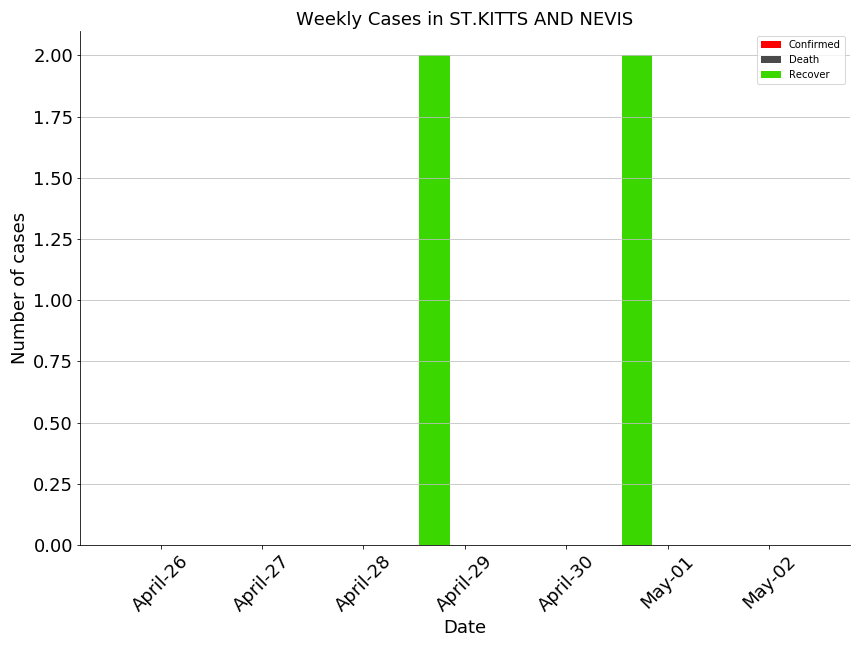 Weekly Cases in ST.KITTS AND NEVIS
Confirmed
Death
Recover
Number of cases
2.00
1.75
1.50
1.25
1.00
0.75
0.50
0.25
0.00
April-26
April-27
April-28
April-29
April-30
May-01
May-02
Date